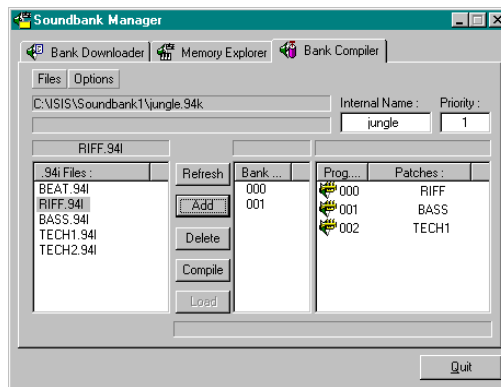 Soundbank Manager
Bank Downloader Memory Explorer Bank Compiler
Files Options
C:\ISIS\Soundbank1\jungle.94k
Internal Name : Priority :
jungle 1
RIFF.94I
.94i Files : Refresh Bank ... Prog.... Patches :
BEAT.94I 000 000 RIFF
RIFF.94I Add 001 001 BASS
BASS.94I 002 TECH1
TECH1.94I Delete
TECH2.94I
Compile
Load
Quit